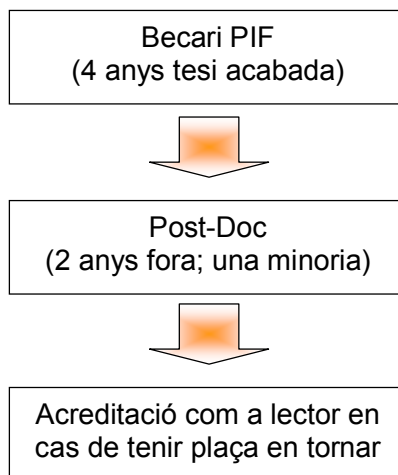 Becari PIF
(4 anys tesi acabada)
Post-Doc
(2 anys fora; una minoria)
Acreditació com a lector en
cas de tenir plaça en tornar